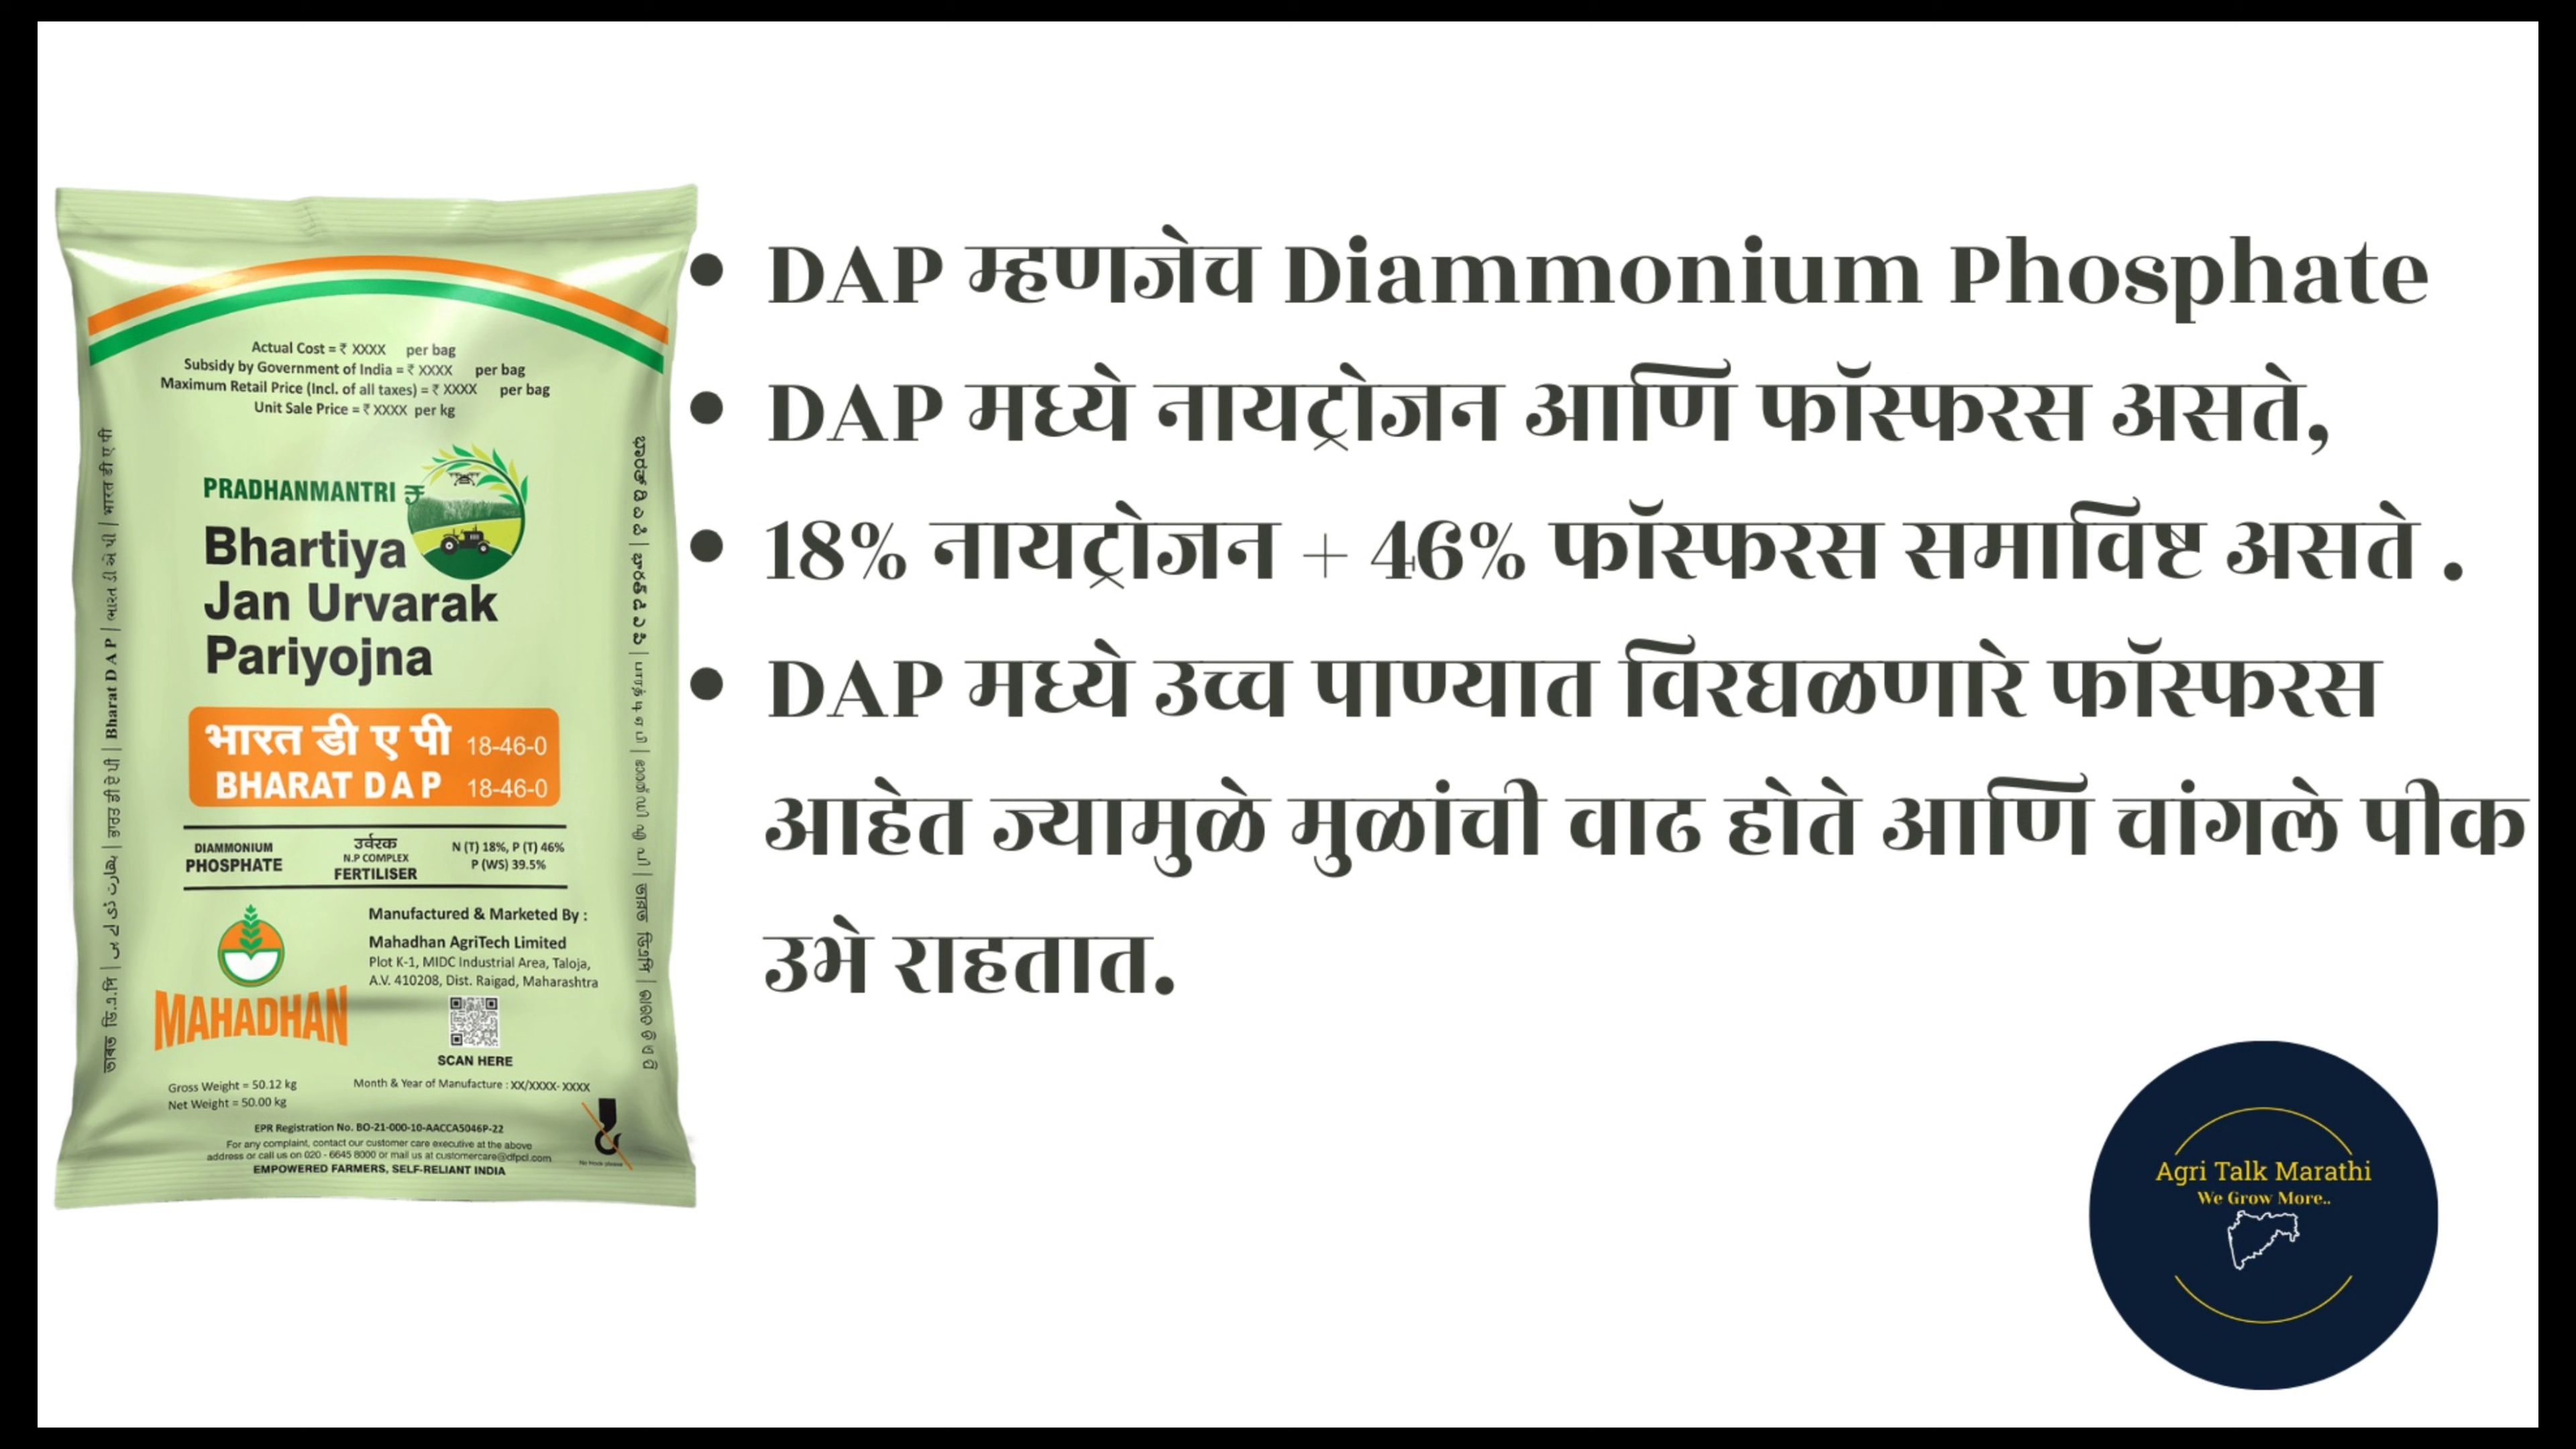 Actual Cost = ₹ XXXX per bag
Subsidy by Government of India = ₹ XXXX per bag
Maximum Retail Price (Incl. of all taxes) = ₹ XXXX per bag
Unit Sale Price = ₹ XXXX per kg
PRADHANMANTRI
Bhartiya
Jan Urvarak
Pariyojna
भारत डी ए पी 18-46-0
BHARAT DAP 18-46-0
DIAMMONIUM
PHOSPHATE
उर्वरक
N.P COMPLEX
FERTILISER
N (T) 18%, P (T) 46%
P (WS) 39.5%
Manufactured & Marketed By :
Mahadhan AgriTech Limited
Plot K-1, MIDC Industrial Area, Taloja,
A.V. 410208, Dist. Raigad, Maharashtra
MAHADHAN
SCAN HERE
Gross Weight = 50.12 kg
Net Weight = 50.00 kg
Month & Year of Manufacture : XX/XXXX- XXXX
EPR Registration No. BO-21-000-10-AACCA5046P-22
For any complaint, contact our customer care executive at the above
address or call us on 020 - 6645 8000 or mail us at customercare@dfpcl.com
EMPOWERED FARMERS, SELF-RELIANT INDIA
No Hook please
Bharat D A P | भारत डी ए पी
• DAP म्हणजेच Diammonium Phosphate
• DAP मध्ये नायट्रोजन आणि फॉस्फरस असते,
• 18% नायट्रोजन + 46% फॉस्फरस समाविष्ट असते .
• DAP मध्ये उच्च पाण्यात विरघळणारे फॉस्फरस
आहेत ज्यामुळे मुळांची वाढ होते आणि चांगले पीक
उभे राहतात.
Agri Talk Marathi
We Grow More..